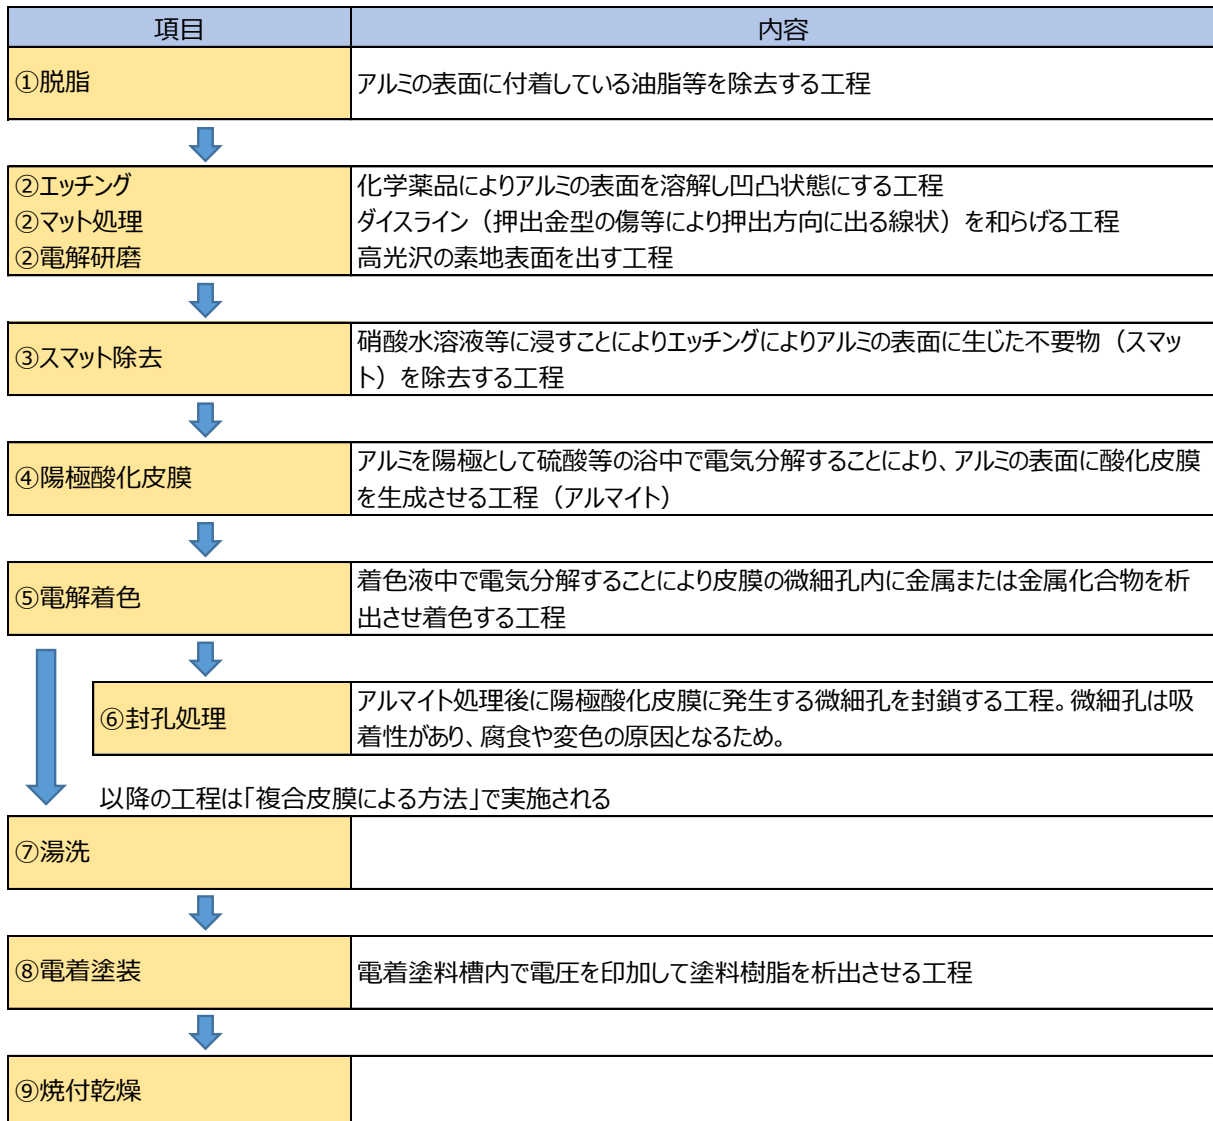 項目
内容
①脱脂
アルミの表面に付着している油脂等を除去する工程
②エッチング
化学薬品によりアルミの表面を溶解し凹凸状態にする工程
②マット処理
ダイスライン（押出金型の傷等により押出方向に出る線状）を和らげる工程
②電解研磨
高光沢の素地表面を出す工程
③スマット除去
硝酸水溶液等に浸すことによりエッチングによりアルミの表面に生じた不要物（スマッ
ト）を除去する工程
④陽極酸化皮膜
アルミを陽極として硫酸等の浴中で電気分解することにより、アルミの表面に酸化皮膜
を生成させる工程（アルマイト）
⑤電解着色
着色液中で電気分解することにより皮膜の微細孔内に金属または金属化合物を析
出させ着色する工程
⑥封孔処理
アルマイト処理後に陽極酸化皮膜に発生する微細孔を封鎖する工程。微細孔は吸
着性があり、腐食や変色の原因となるため。
以降の工程は「複合皮膜による方法」で実施される
⑦湯洗
⑧電着塗装
電着塗料槽内で電圧を印加して塗料樹脂を析出させる工程
⑨焼付乾燥